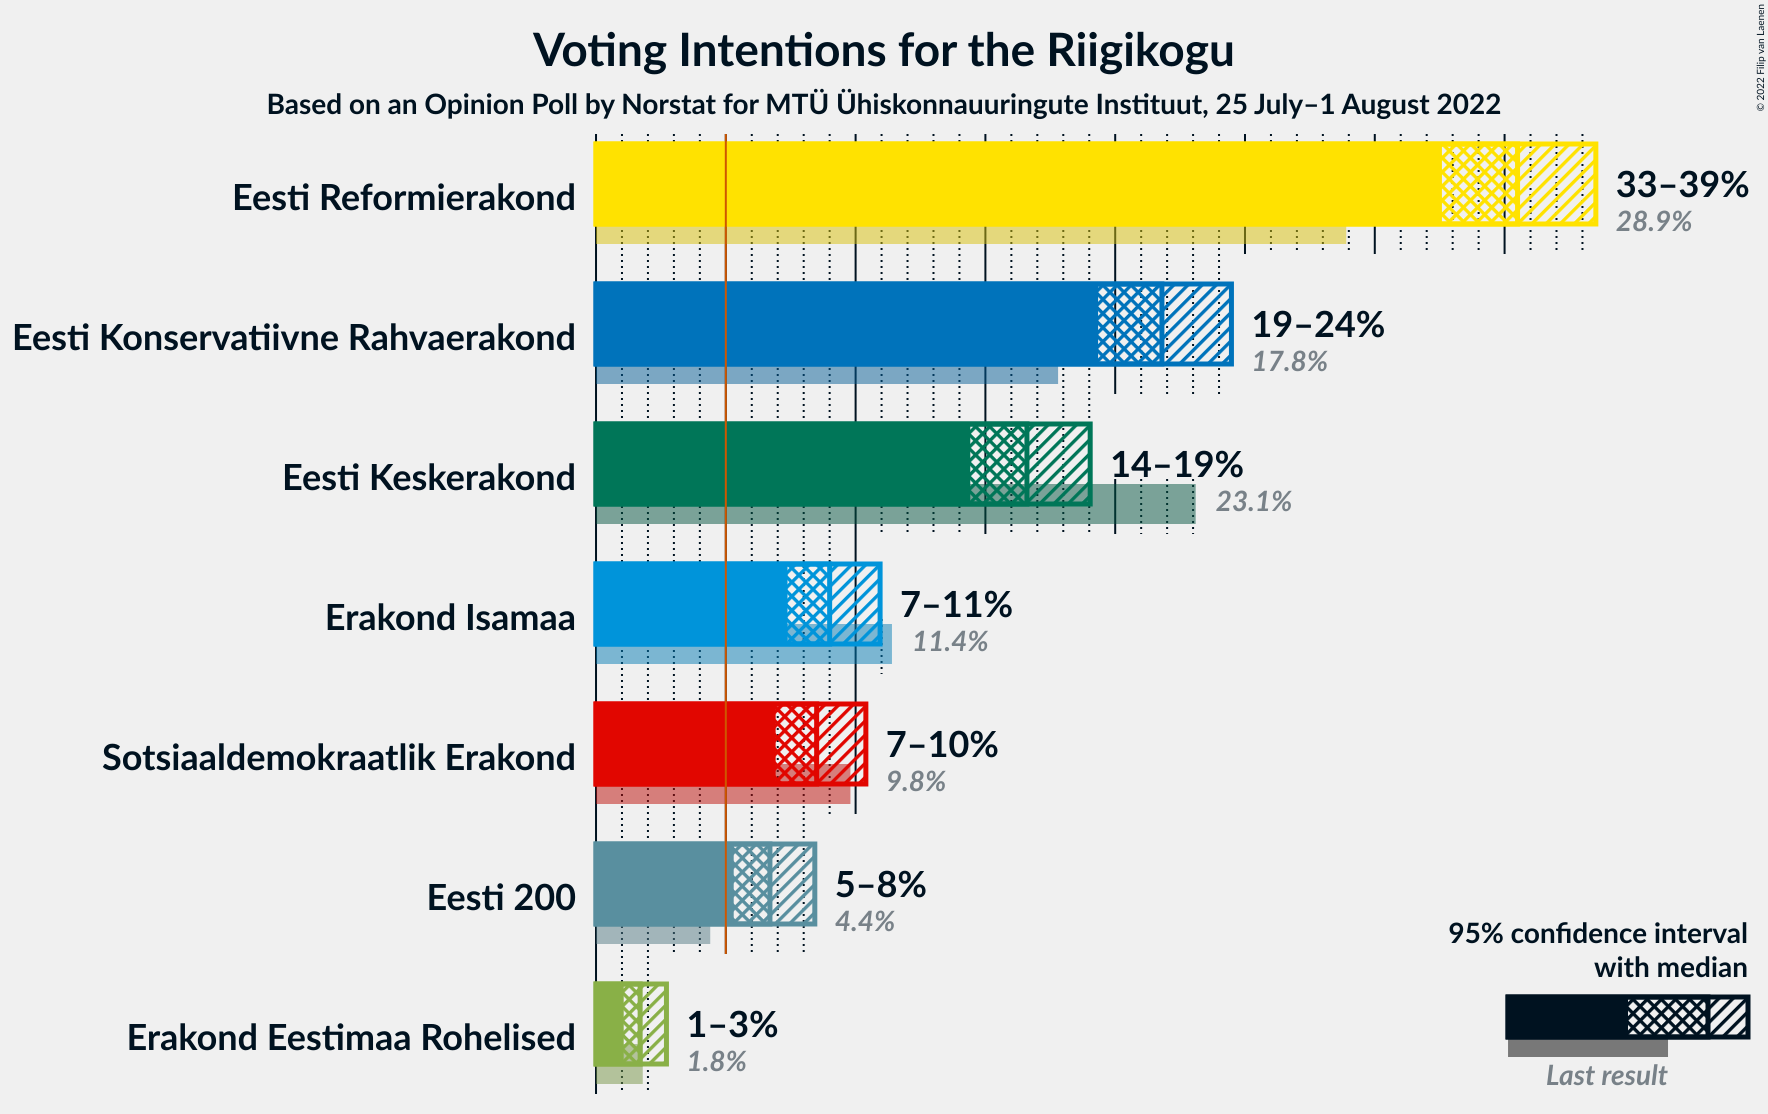 Voting Intentions for the Riigikogu
Based on an Opinion Poll by Norstat for MTÜ Ühiskonnauuringute Instituut, 25 July–1 August 2022
© 2022 Filip van Laenen
Eesti Reformierakond
33–39%
28.9%
Eesti Konservatiivne Rahvaerakond
19–24%
17.8%
Eesti Keskerakond
14–19%
23.1%
Erakond Isamaa
7–11%
11.4%
Sotsiaaldemokraatlik Erakond
7–10%
9.8%
Eesti 200
5–8%
4.4%
Erakond Eestimaa Rohelised
1–3%
1.8%
95% confidence interval
with median
Last result